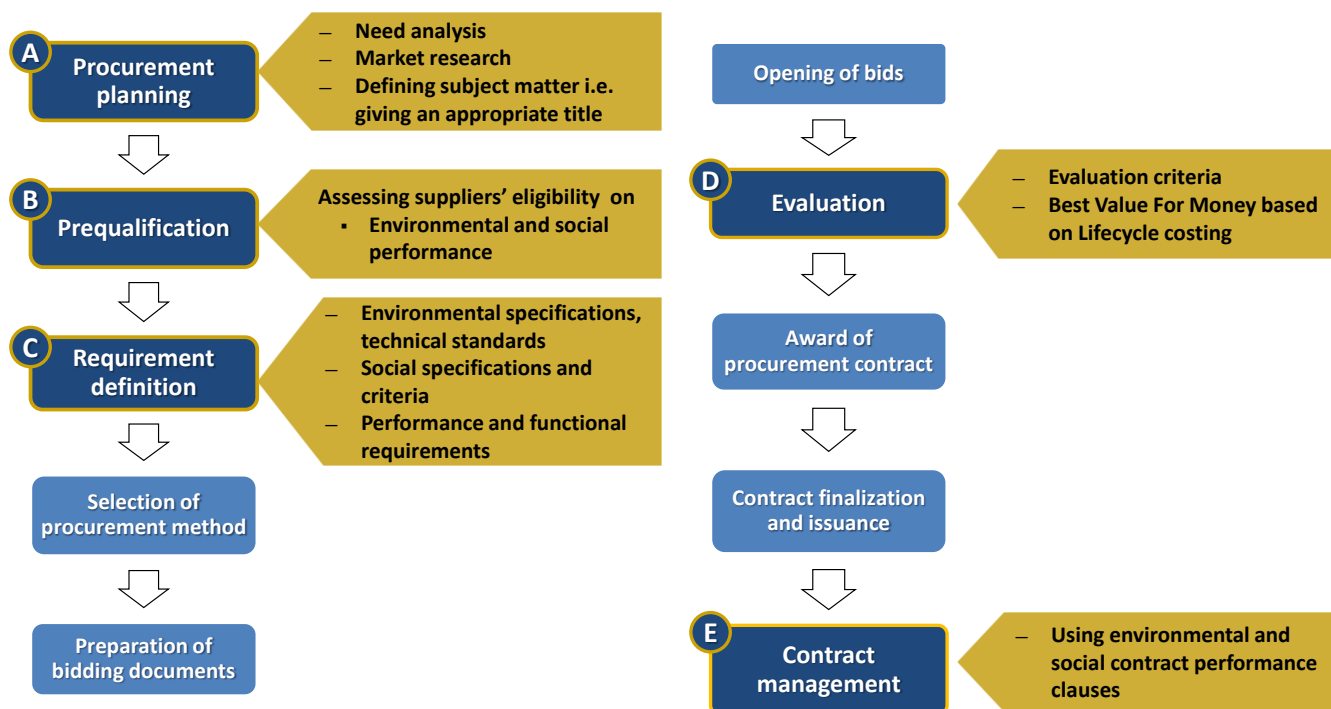 A
Procurement
planning
– Need analysis
– Market research
– Defining subject matter i.e.
giving an appropriate title
B
Prequalification
Assessing suppliers’ eligibility on
▪ Environmental and social
performance
C
Requirement
definition
– Environmental specifications,
technical standards
– Social specifications and
criteria
– Performance and functional
requirements
Selection of
procurement method
Preparation of
bidding documents
Opening of bids
D
Evaluation
– Evaluation criteria
– Best Value For Money based
on Lifecycle costing
Award of
procurement contract
Contract finalization
and issuance
E
Contract
management
– Using environmental and
social contract performance
clauses